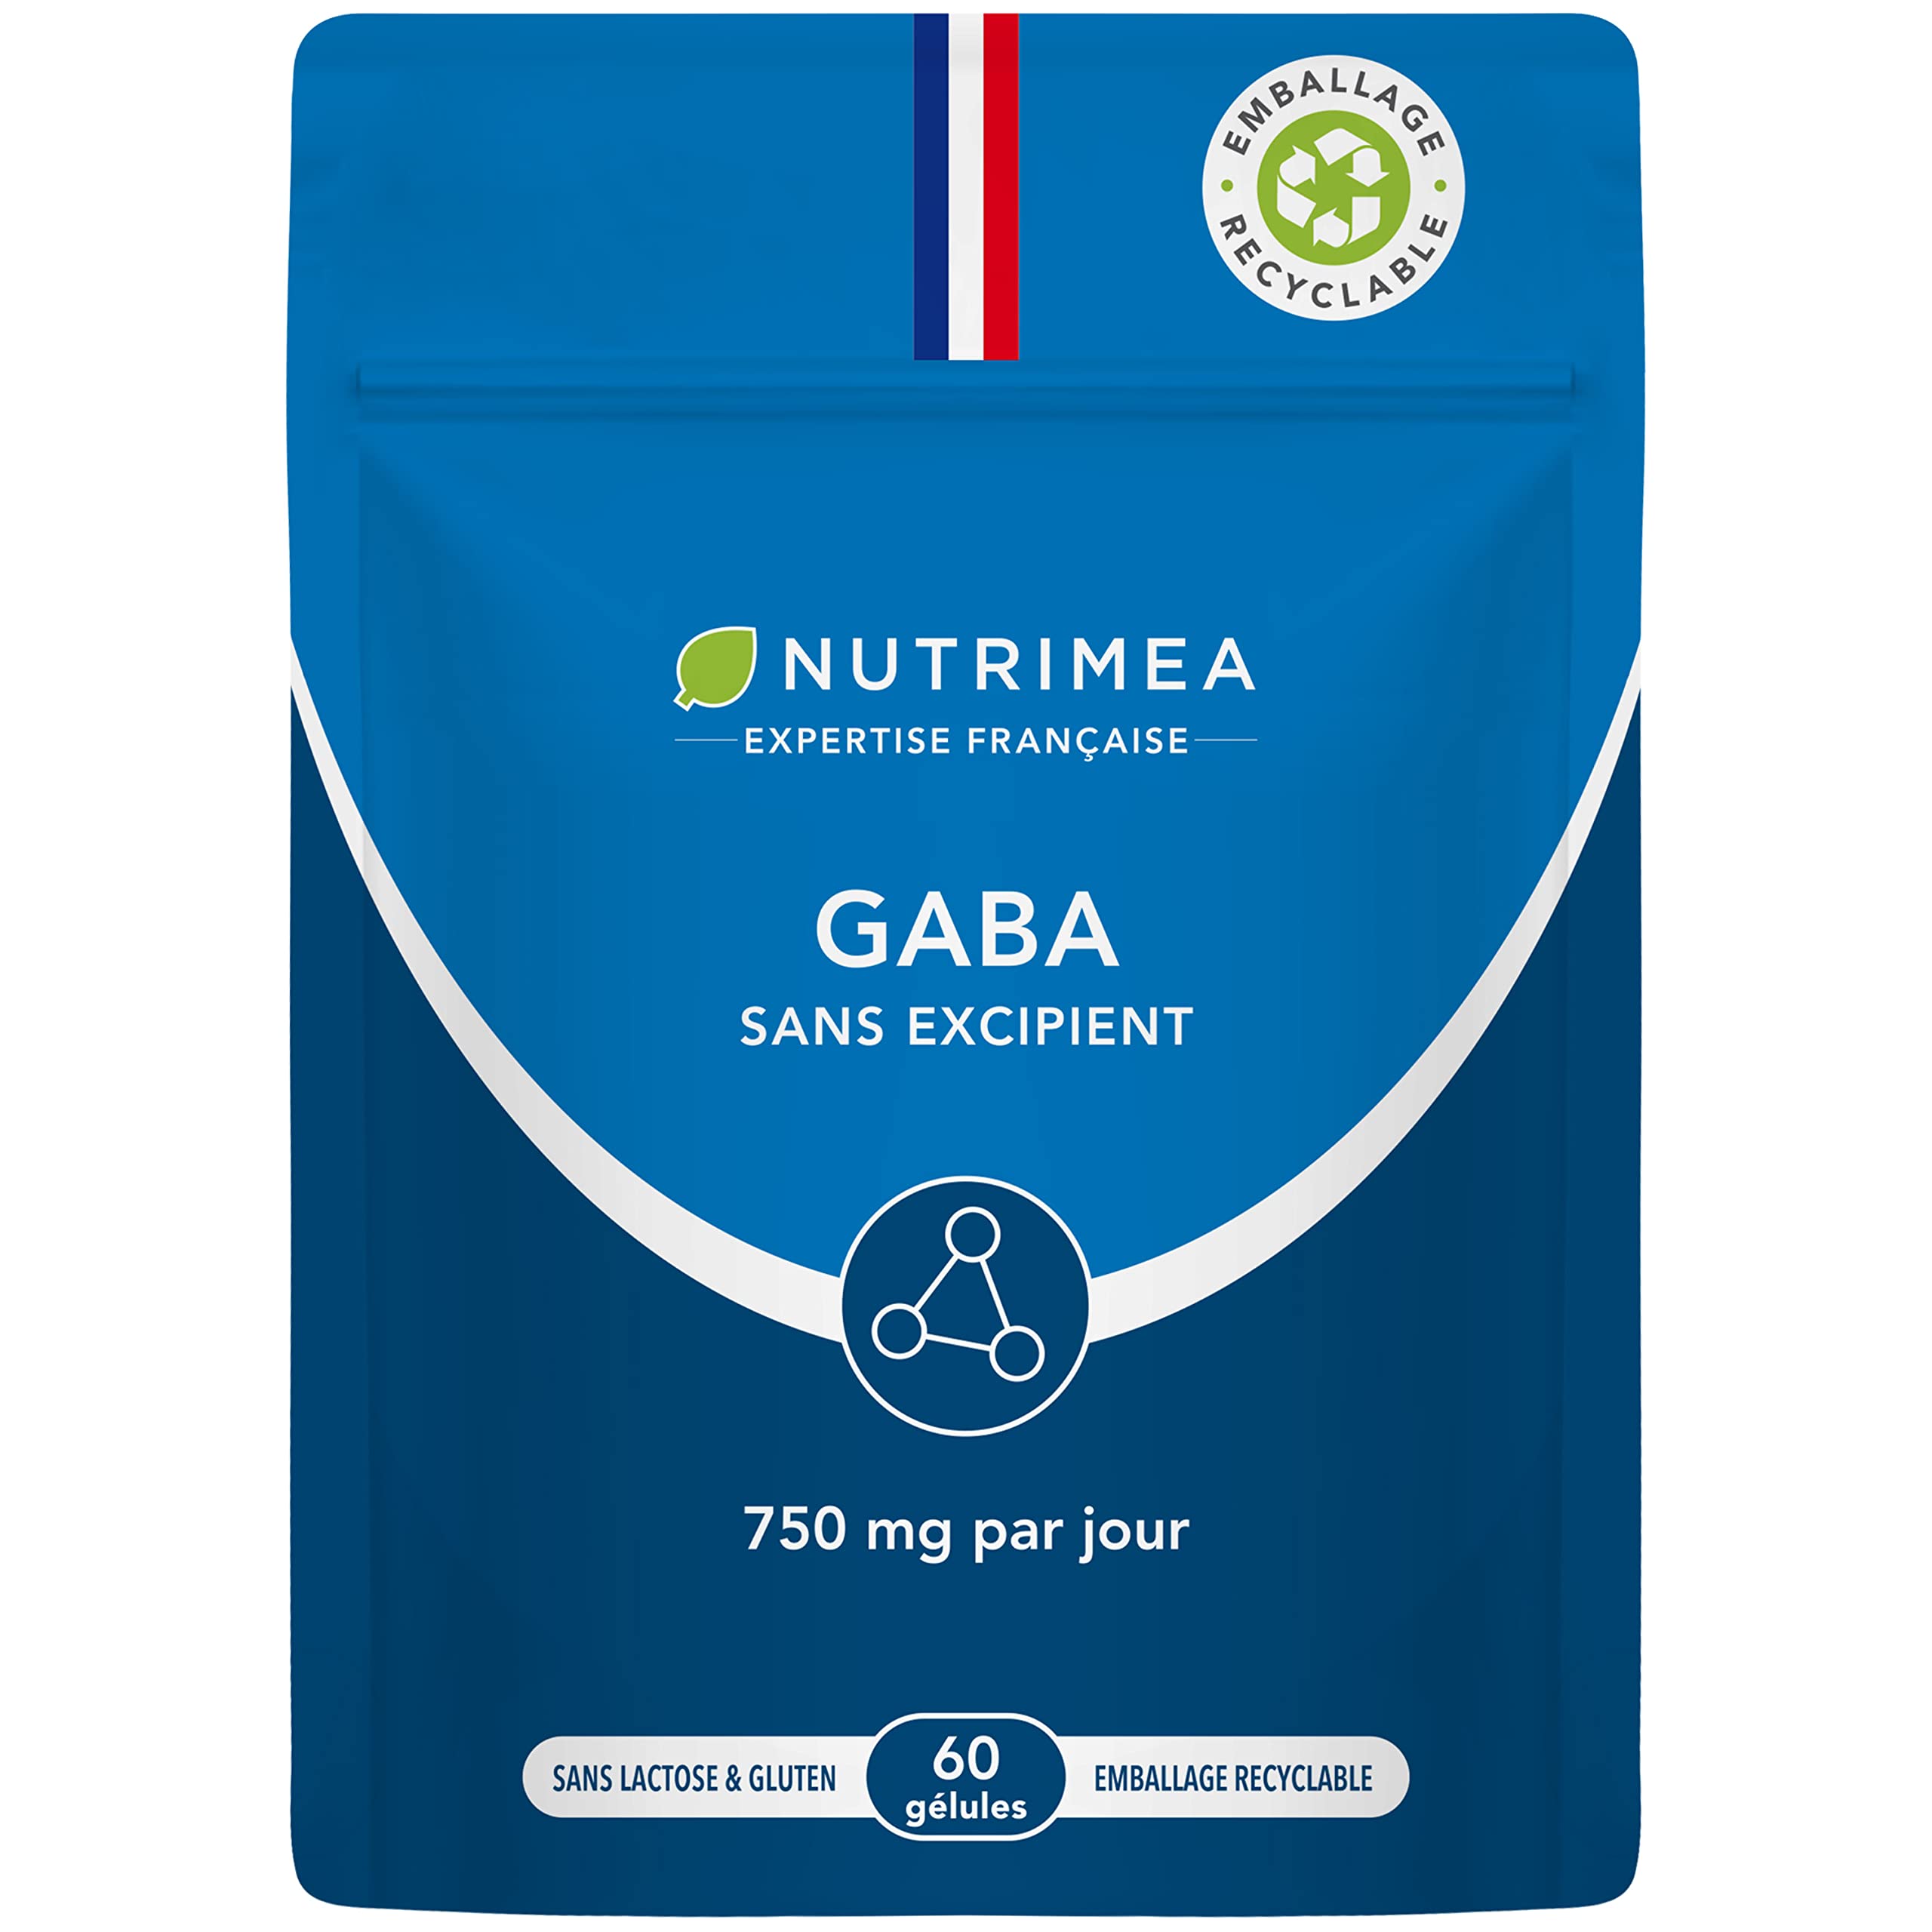 EMBALLAGE
RECYCLABLE
NUTRIMEA
EXPERTISE FRANÇAISE
GABA
SANS EXCIPIENT
750 mg par jour
SANS LACTOSE & GLUTEN
60
gélules
EMBALLAGE RECYCLABLE